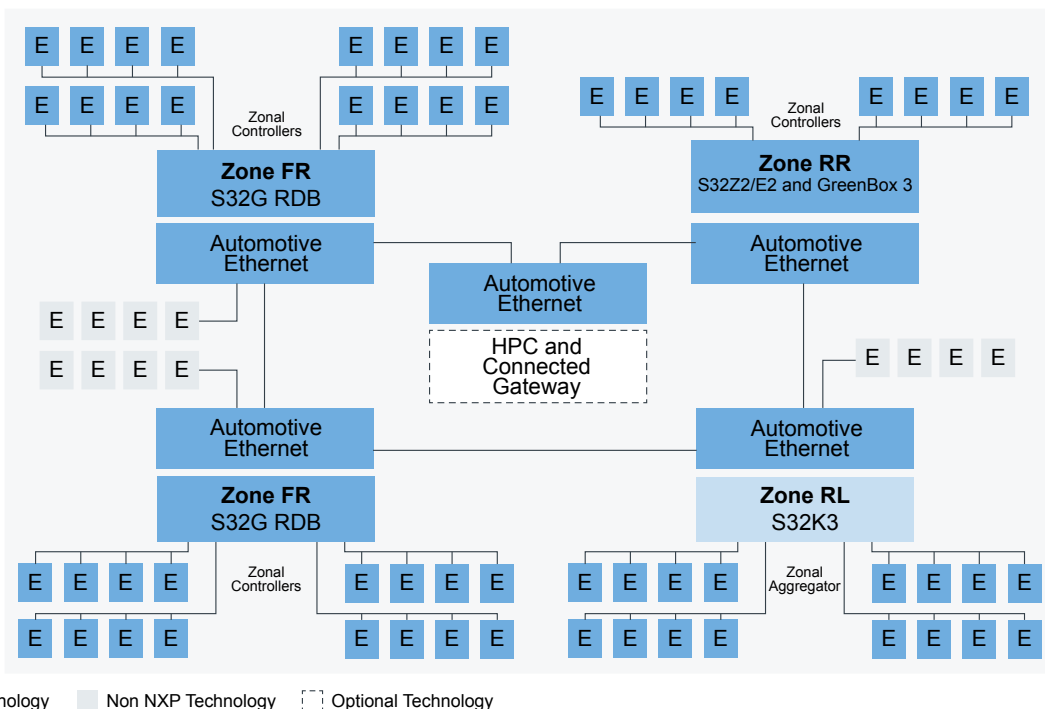 E E E E
E E E E
E E E E
E E E E
Zonal
Controllers
Zone FR
S32G RDB
Automotive
Ethernet
E E E E
E E E E
Zonal
Controllers
Zone RR
S32Z2/E2 and GreenBox 3
Automotive
Ethernet
Automotive
Ethernet
HPC and
Connected
Gateway
E E E E
E E E E
E E E E
Automotive
Ethernet
Zone FR
S32G RDB
Zonal
Controllers
E E E E
E E E E
E E E E
E E E E
Automotive
Ethernet
Zone RL
S32K3
Zonal
Aggregator
E E E E
E E E E
E E E E
E E E E
nology
Non NXP Technology
Optional Technology